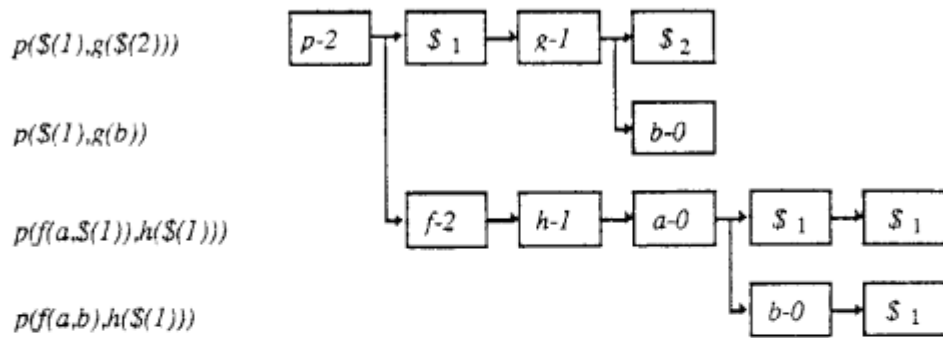 p($(1),g($(2))) p-2 $ 1 g-1 $ 2
p($(1),g(b)) b-0
p(f(a,$(1)),h($(1))) f-2 h-1 a-0 $ 1 $ 1
p(f(a,b),h($(1))) b-0 $ 1